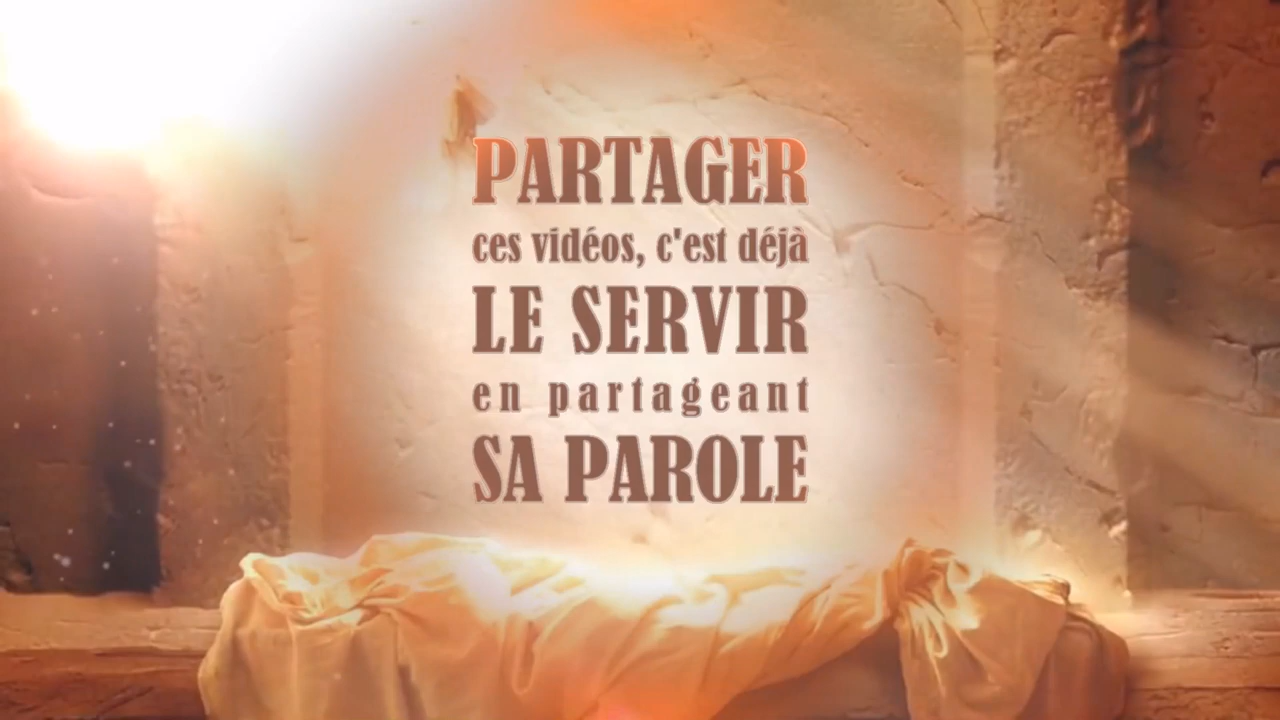 PARTAGER
ces vidéos, c'est déjà
LE SERVIR
en partageant
SA PAROLE